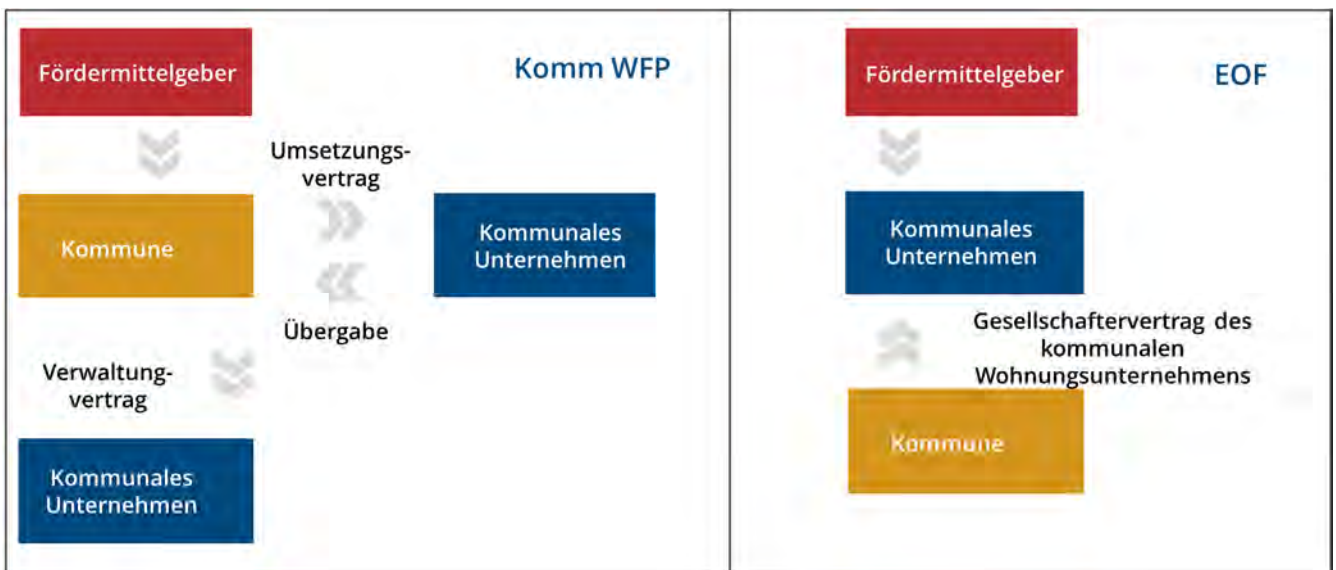 Fördermittelgeber
Komm WFP
Umsetzungs-
vertrag
Kommune
Kommunales
Unternehmen
Übergabe
Verwaltung-
vertrag
Kommunales
Unternehmen
Fördermittelgeber
EOF
Kommunales
Unternehmen
Gesellschaftervertrag des
kommunalen
Wohnungsunternehmens
Kommune